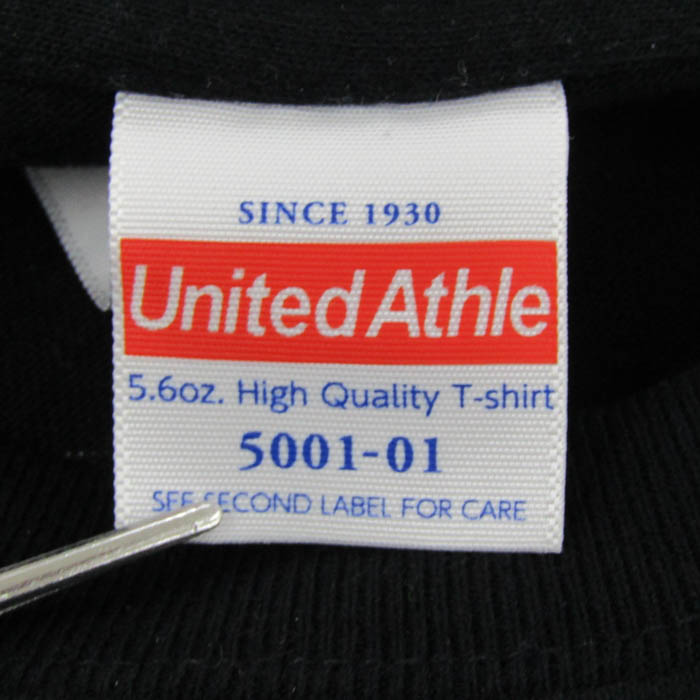 SINCE 1930
United Athle
5.6oz. High Quality T-shirt
5001-01
SEE SECOND LABEL FOR CARE